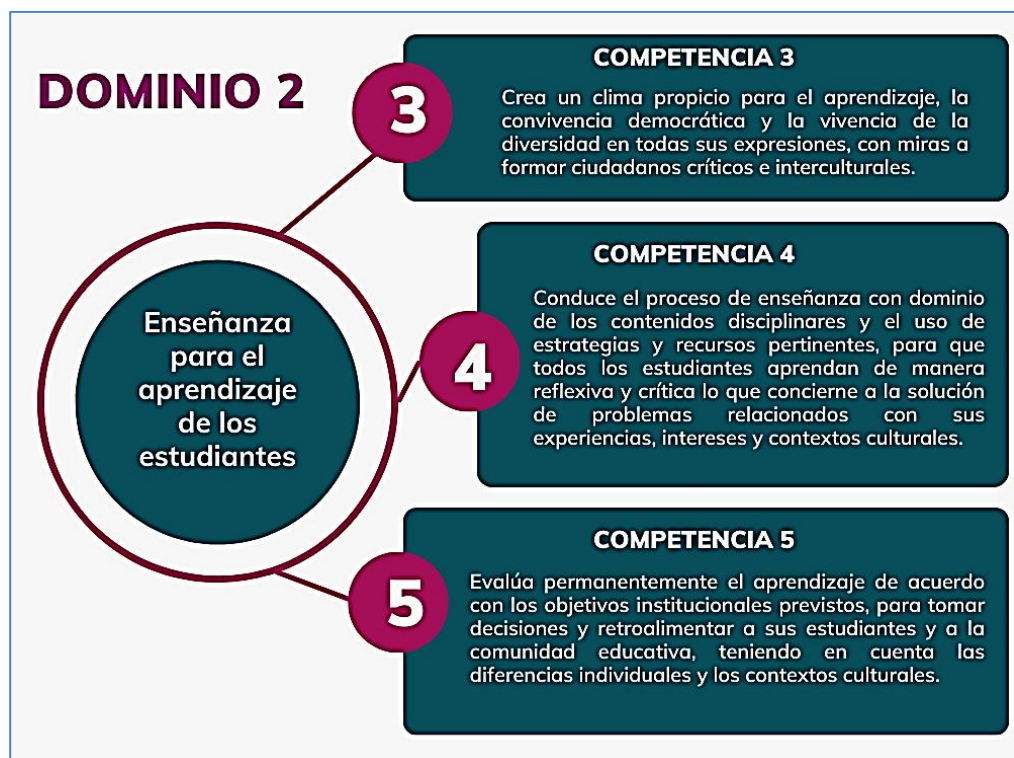 DOMINIO 2
Enseñanza
para el
aprendizaje
de los
estudiantes
3
COMPETENCIA 3
Crea un clima propicio para el aprendizaje, la
convivencia democrática y la vivencia de la
diversidad en todas sus expresiones, con miras a
formar ciudadanos críticos e interculturales.
4
COMPETENCIA 4
Conduce el proceso de enseñanza con dominio
de los contenidos disciplinares y el uso de
estrategias y recursos pertinentes, para que
todos los estudiantes aprendan de manera
reflexiva y crítica lo que concierne a la solución
de problemas relacionados con sus
experiencias, intereses y contextos culturales.
5
COMPETENCIA 5
Evalúa permanentemente el aprendizaje de acuerdo
con los objetivos institucionales previstos, para tomar
decisiones y retroalimentar a sus estudiantes y a la
comunidad educativa, teniendo en cuenta las
diferencias individuales y los contextos culturales.